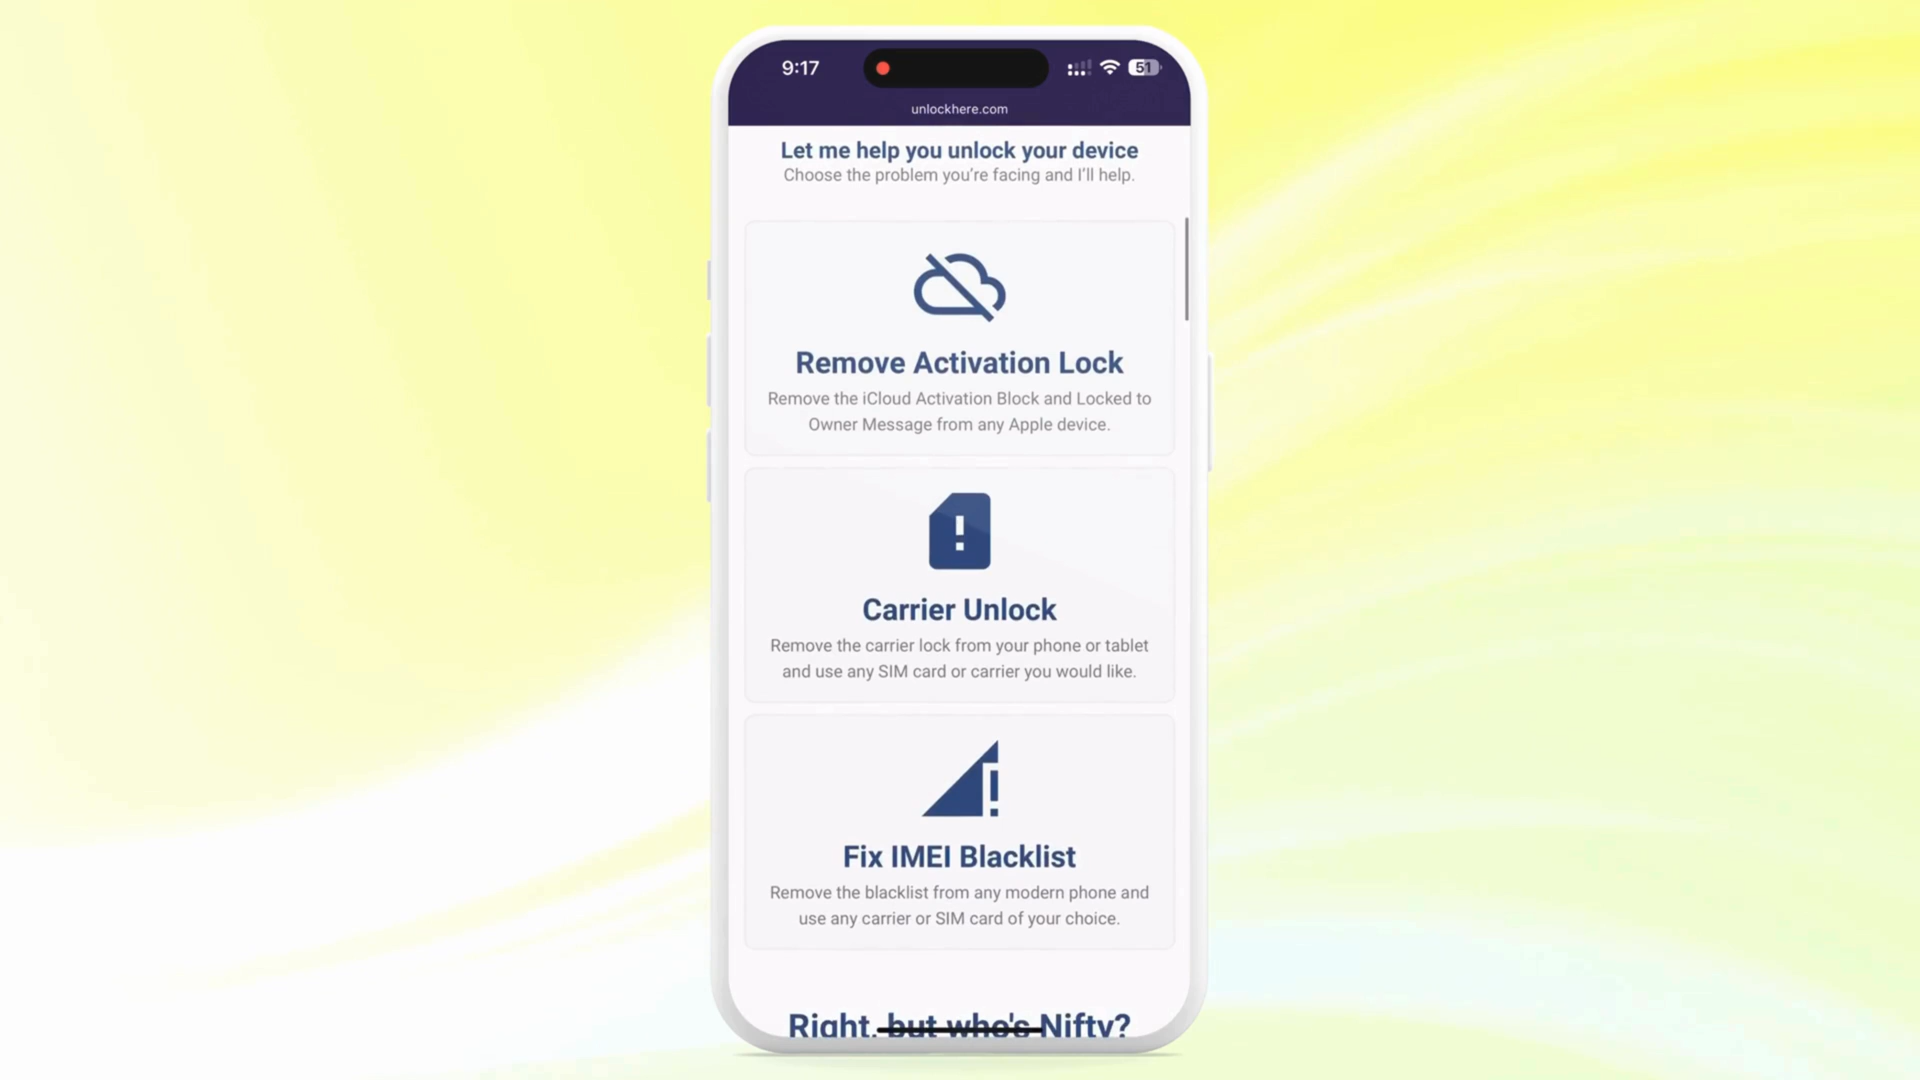 9:17
51
unlockhere.com
Let me help you unlock your device
Choose the problem you're facing and I'll help.
Remove Activation Lock
Remove the iCloud Activation Block and Locked to
Owner Message from any Apple device.
Carrier Unlock
Remove the carrier lock from your phone or tablet
and use any SIM card or carrier you would like.
Fix IMEI Blacklist
Remove the blacklist from any modern phone and
use any carrier or SIM card of your choice.
Right, but who's Nifty?